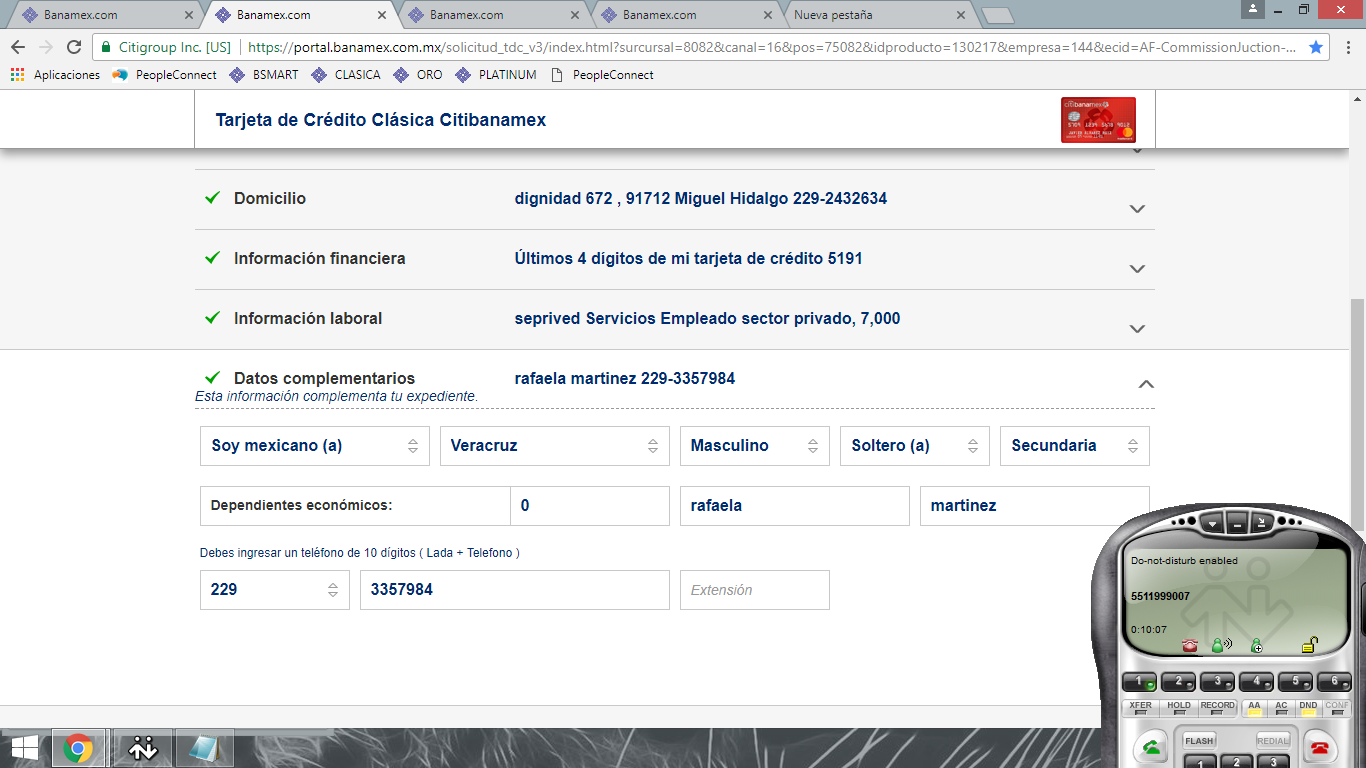 Banamex.com
Banamex.com
Banamex.com
Banamex.com
Nueva pestaña
Citigroup Inc. [US]
https://portal.banamex.com.mx/solicitud_tdc_v3/index.html?surcursal=8082&canal=16&pos=75082&idproducto=130217&empresa=144&ecid=AF-CommissionJuction-...
Aplicaciones
PeopleConnect
BSMART
CLASICA
ORO
PLATINUM
PeopleConnect
Tarjeta de Crédito Clásica Citibanamex
citibanamex
Domicilio
dignidad 672 , 91712 Miguel Hidalgo 229-2432634
Información financiera
Últimos 4 dígitos de mi tarjeta de crédito 5191
Información laboral
seprived Servicios Empleado sector privado, 7,000
Datos complementarios
rafaela martinez 229-3357984
Esta información complementa tu expediente.
Soy mexicano (a)
Veracruz
Masculino
Soltero (a)
Secundaria
Dependientes económicos:
0
rafaela
martinez
Debes ingresar un teléfono de 10 dígitos ( Lada + Telefono )
229
3357984
Extensión
Do-not-disturb enabled
5511999007
0:10:07
1
2
3
4
5
6
XFER
HOLD
RECORD
AA
AC
DND
CONF
FLASH
REDIAL
1
2
3